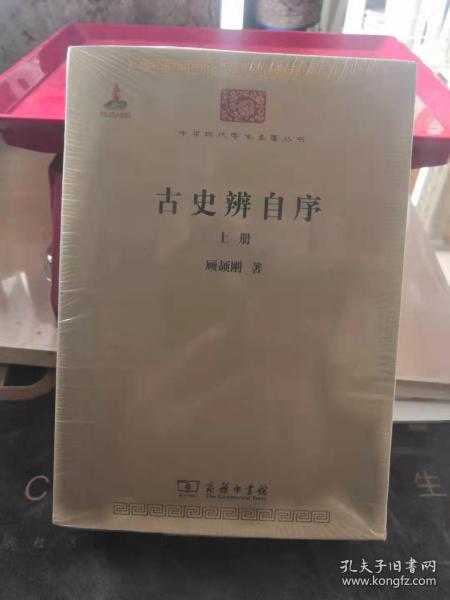 中华现代学术名著丛书
古史辨自序
上册
顾颉刚 著
商务印书馆
The Commercial Press
C
生
孔夫子旧书网
www.kongfz.com